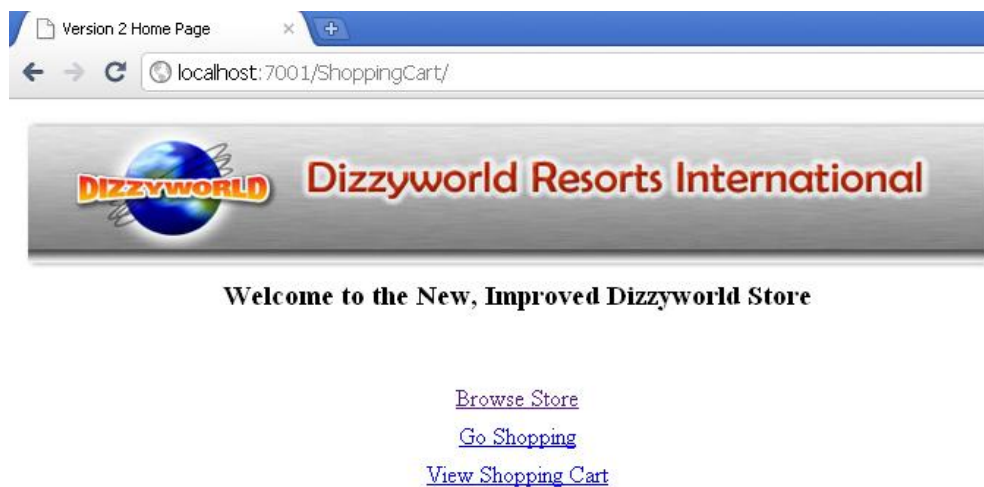 Version 2 Home Page
localhost:7001/ShoppingCart/
DIZZYWORLD Dizzyworld Resorts International
Welcome to the New, Improved Dizzyworld Store
Browse Store
Go Shopping
View Shopping Cart